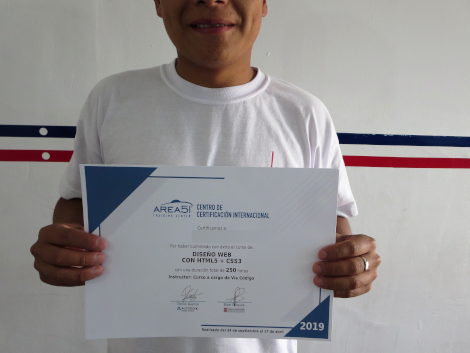 AREA51
TRAINING CENTER
CENTRO DE
CERTIFICACIÓN INTERNACIONAL
Certificamos a
Por haber culminado con éxito el curso de:
DISEÑO WEB
CON HTML5 + CSS3
con una duración total de 250 horas
Instructor: Curso a cargo de Vía Código
2019